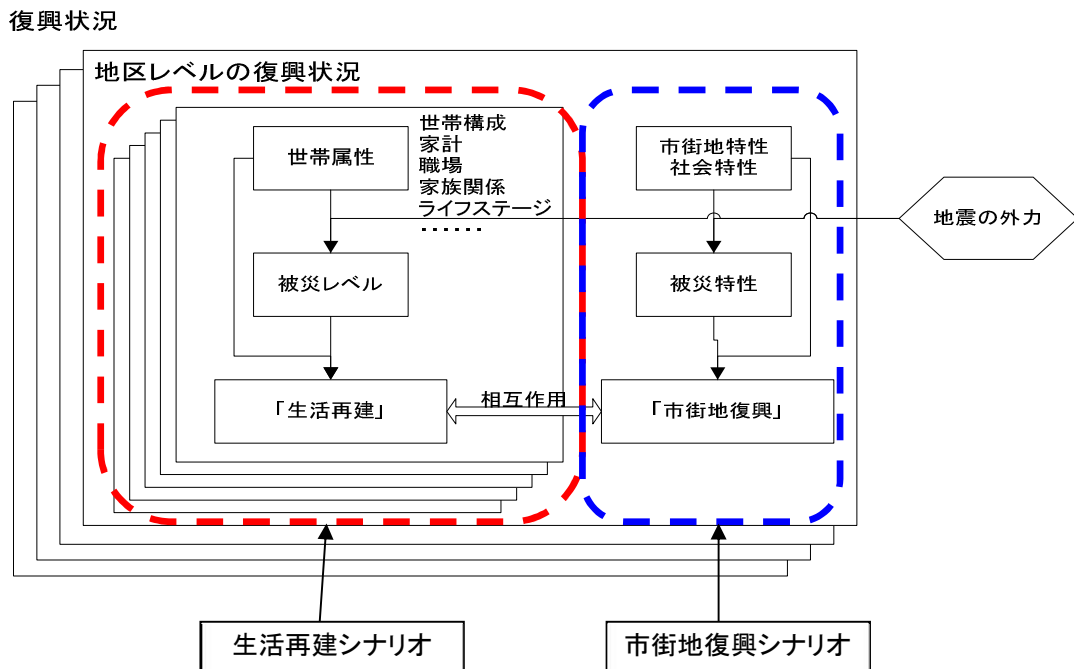 復興状況
地区レベルの復興状況
世帯構成
家計
職場
家族関係
ライフステージ
‥‥‥
世帯属性
被災レベル
「生活再建」
相互作用
市街地特性
社会特性
被災特性
「市街地復興」
地震の外力
生活再建シナリオ
市街地復興シナリオ